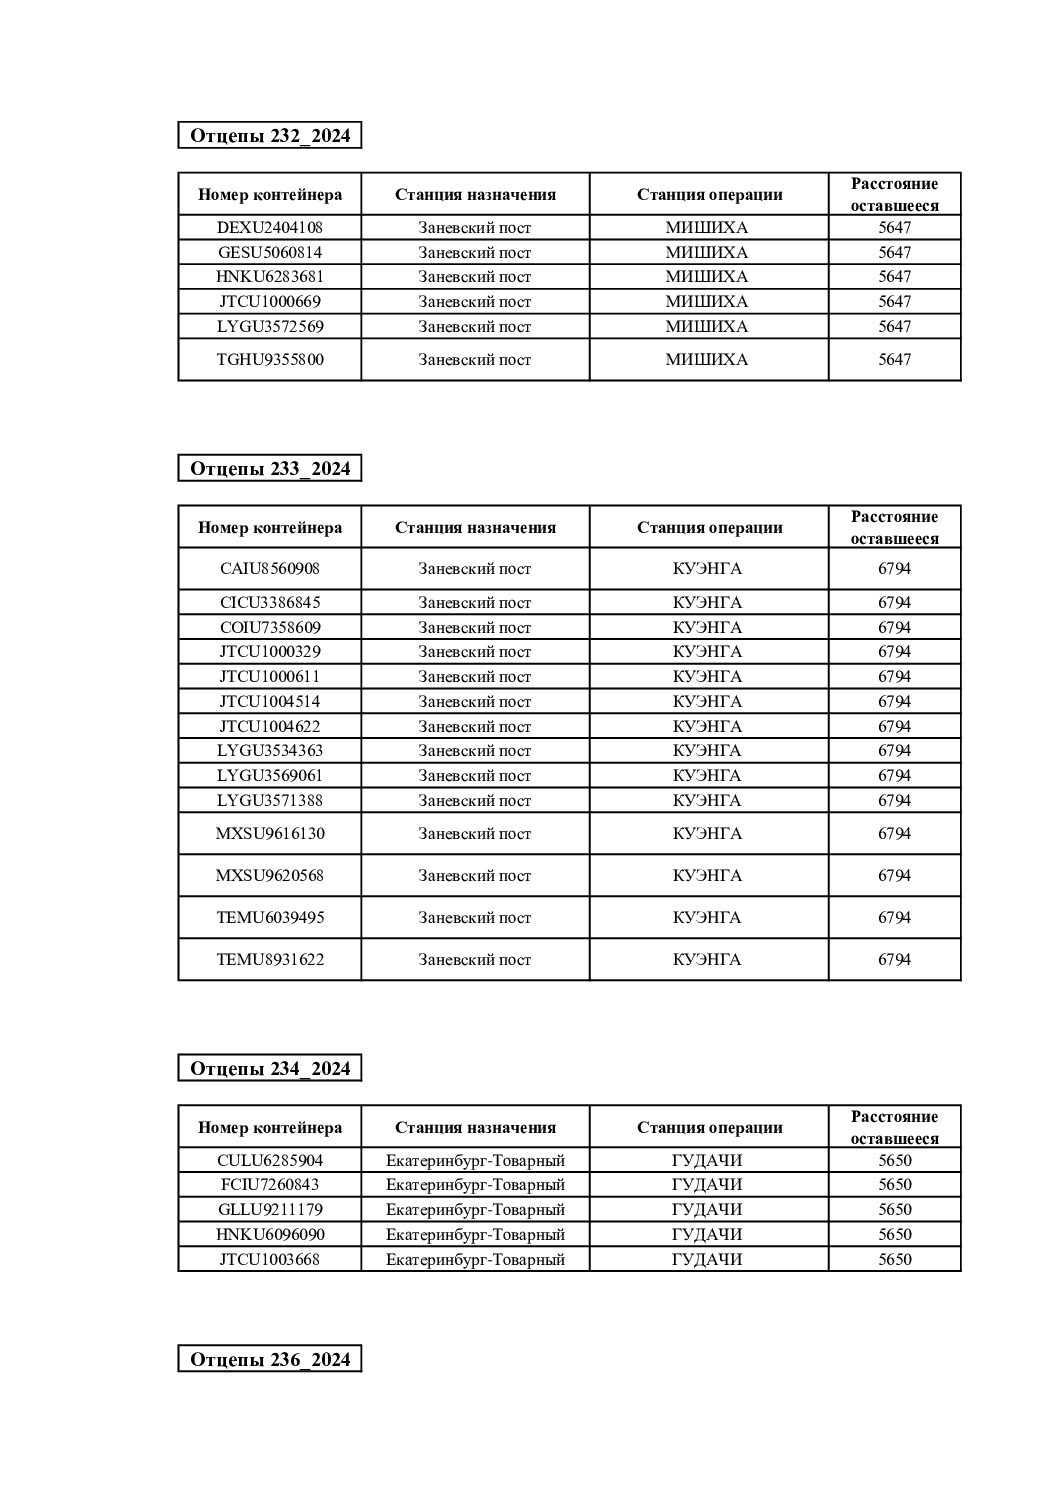 Отцепы 232_2024
Номер контейнера Станция назначения Станция операции Расстояние оставшееся
DEXU2404108 Заневский пост МИШИХА 5647
GESU5060814 Заневский пост МИШИХА 5647
HNKU6283681 Заневский пост МИШИХА 5647
JTCU1000669 Заневский пост МИШИХА 5647
LYGU3572569 Заневский пост МИШИХА 5647
TGHU9355800 Заневский пост МИШИХА 5647
Отцепы 233_2024
Номер контейнера Станция назначения Станция операции Расстояние оставшееся
CAIU8560908 Заневский пост КУЭНГА 6794
CICU3386845 Заневский пост КУЭНГА 6794
COIU7358609 Заневский пост КУЭНГА 6794
JTCU1000329 Заневский пост КУЭНГА 6794
JTCU1000611 Заневский пост КУЭНГА 6794
JTCU1004514 Заневский пост КУЭНГА 6794
JTCU1004622 Заневский пост КУЭНГА 6794
LYGU3534363 Заневский пост КУЭНГА 6794
LYGU3569061 Заневский пост КУЭНГА 6794
LYGU3571388 Заневский пост КУЭНГА 6794
MXSU9616130 Заневский пост КУЭНГА 6794
MXSU9620568 Заневский пост КУЭНГА 6794
TEMU6039495 Заневский пост КУЭНГА 6794
TEMU8931622 Заневский пост КУЭНГА 6794
Отцепы 234_2024
Номер контейнера Станция назначения Станция операции Расстояние оставшееся
CULU6285904 Екатеринбург-Товарный ГУДАЧИ 5650
FCIU7260843 Екатеринбург-Товарный ГУДАЧИ 5650
GLLU9211179 Екатеринбург-Товарный ГУДАЧИ 5650
HNKU6096090 Екатеринбург-Товарный ГУДАЧИ 5650
JTCU1003668 Екатеринбург-Товарный ГУДАЧИ 5650
Отцепы 236_2024